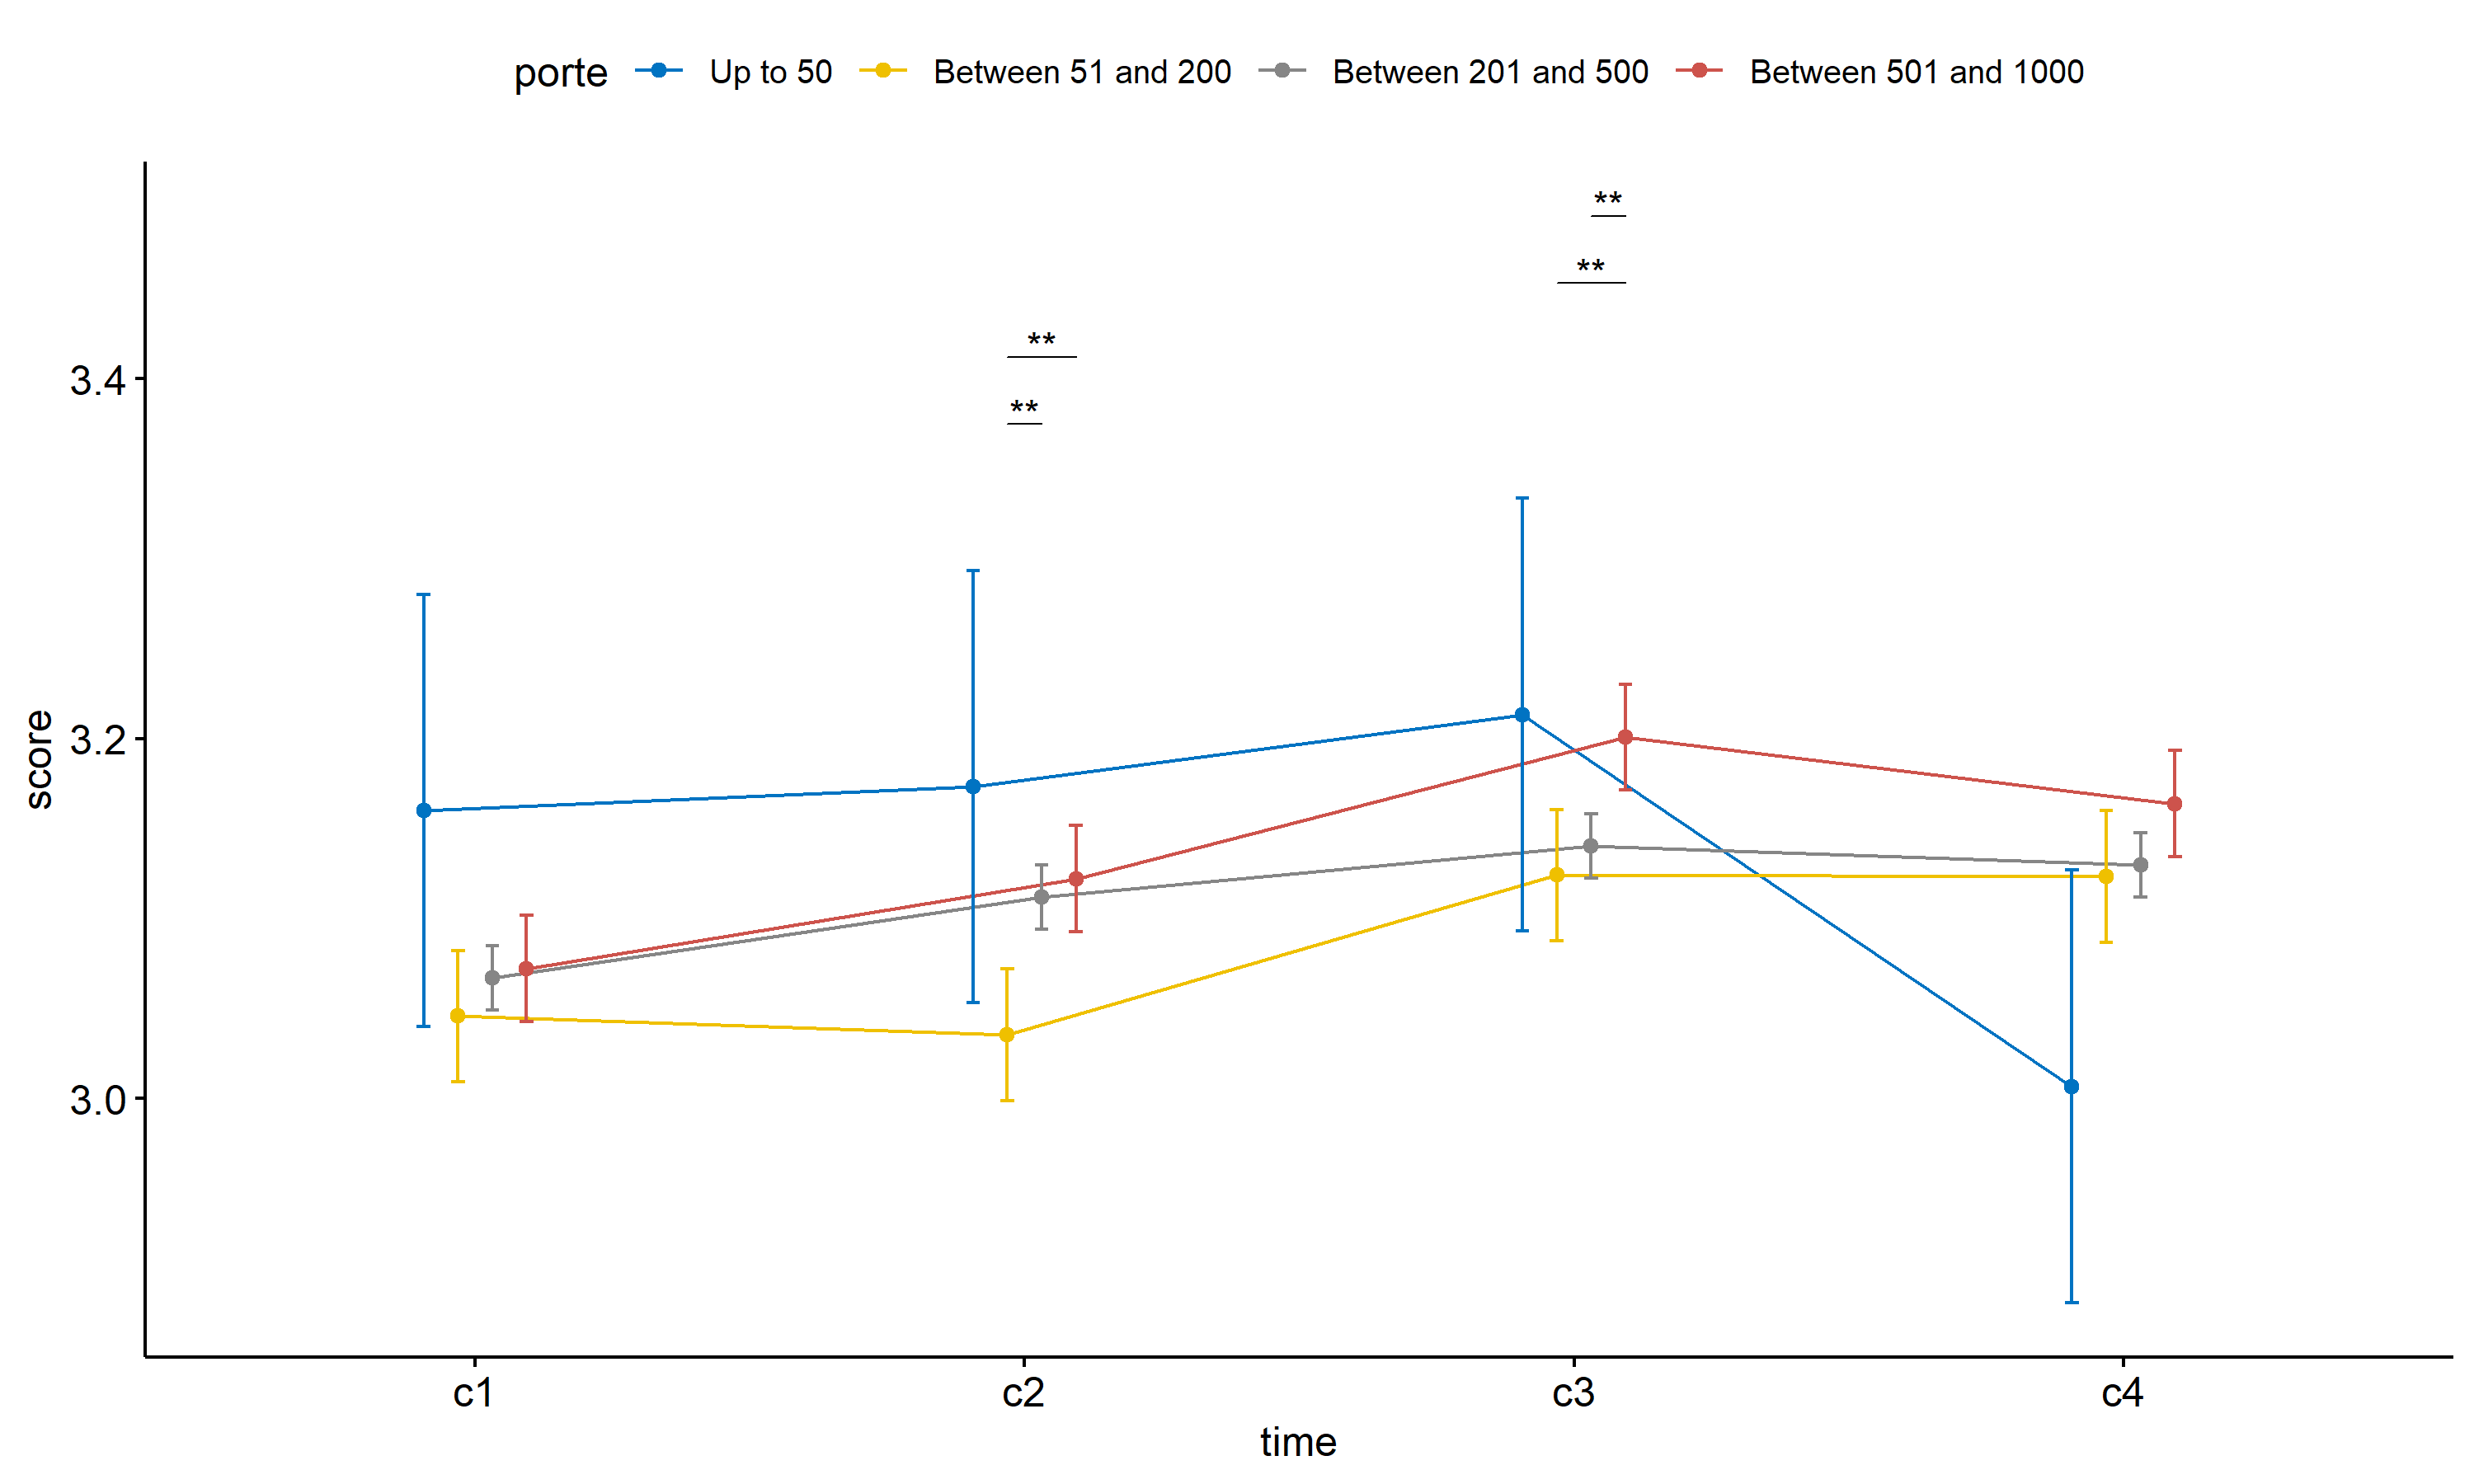 porte Up to 50 Between 51 and 200 Between 201 and 500 Between 501 and 1000
**
**
**
**
3.4
3.2
3.0
score
c1 c2 c3 c4
time